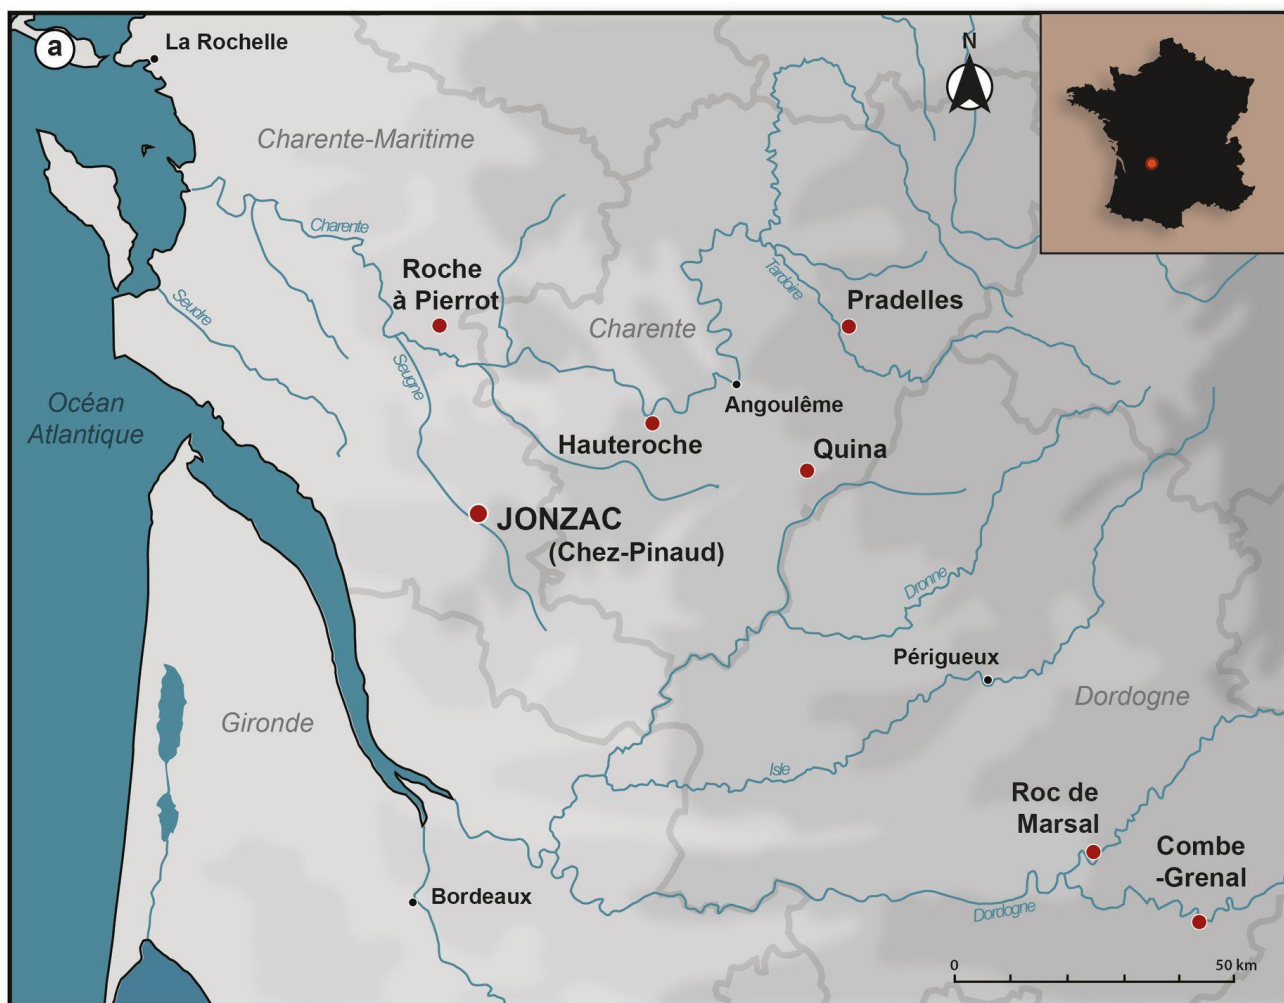 a
La Rochelle
N
Charente-Maritime
Charente
Roche
à Pierrot
Seudre
Tardoire
Pradelles
Charente
Seugne
Océan
Atlantique
Angoulême
Hauteroche
Quina
JONZAC
(Chez-Pinaud)
Dronne
Périgueux
Dordogne
Gironde
Isle
Roc de
Marsal
Combe
-Grenal
Bordeaux
Dordogne
0
50 km